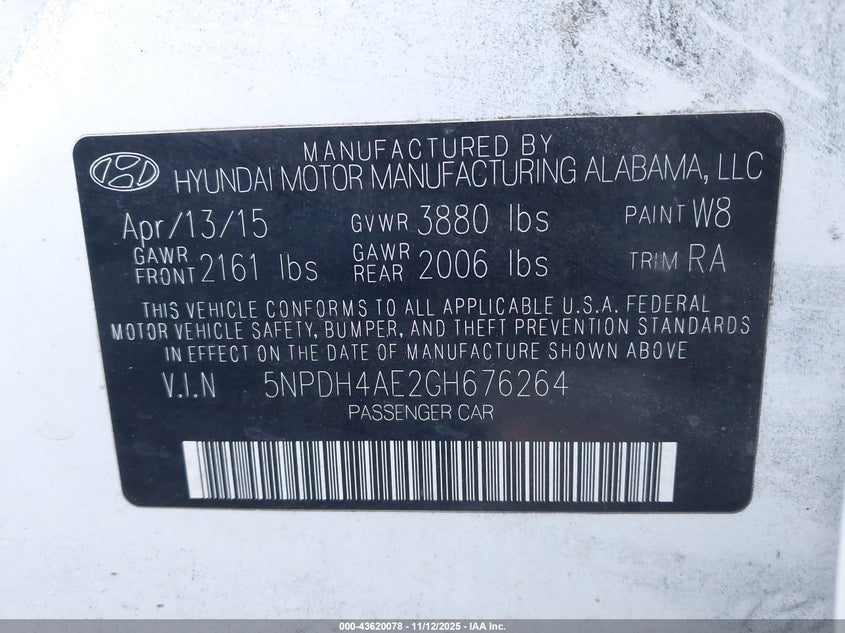 MANUFACTURED BY
HYUNDAI MOTOR MANUFACTURING ALABAMA, LLC
Apr/13/15 GVWR 3880 lbs PAINT W8
GAWR FRONT 2161 lbs GAWR REAR 2006 lbs TRIM RA
THIS VEHICLE CONFORMS TO ALL APPLICABLE U.S.A. FEDERAL
MOTOR VEHICLE SAFETY, BUMPER, AND THEFT PREVENTION STANDARDS
IN EFFECT ON THE DATE OF MANUFACTURE SHOWN ABOVE
V.I.N 5NPDH4AE2GH676264
PASSENGER CAR
000-43620078 - 11/12/2025 - IAA Inc.